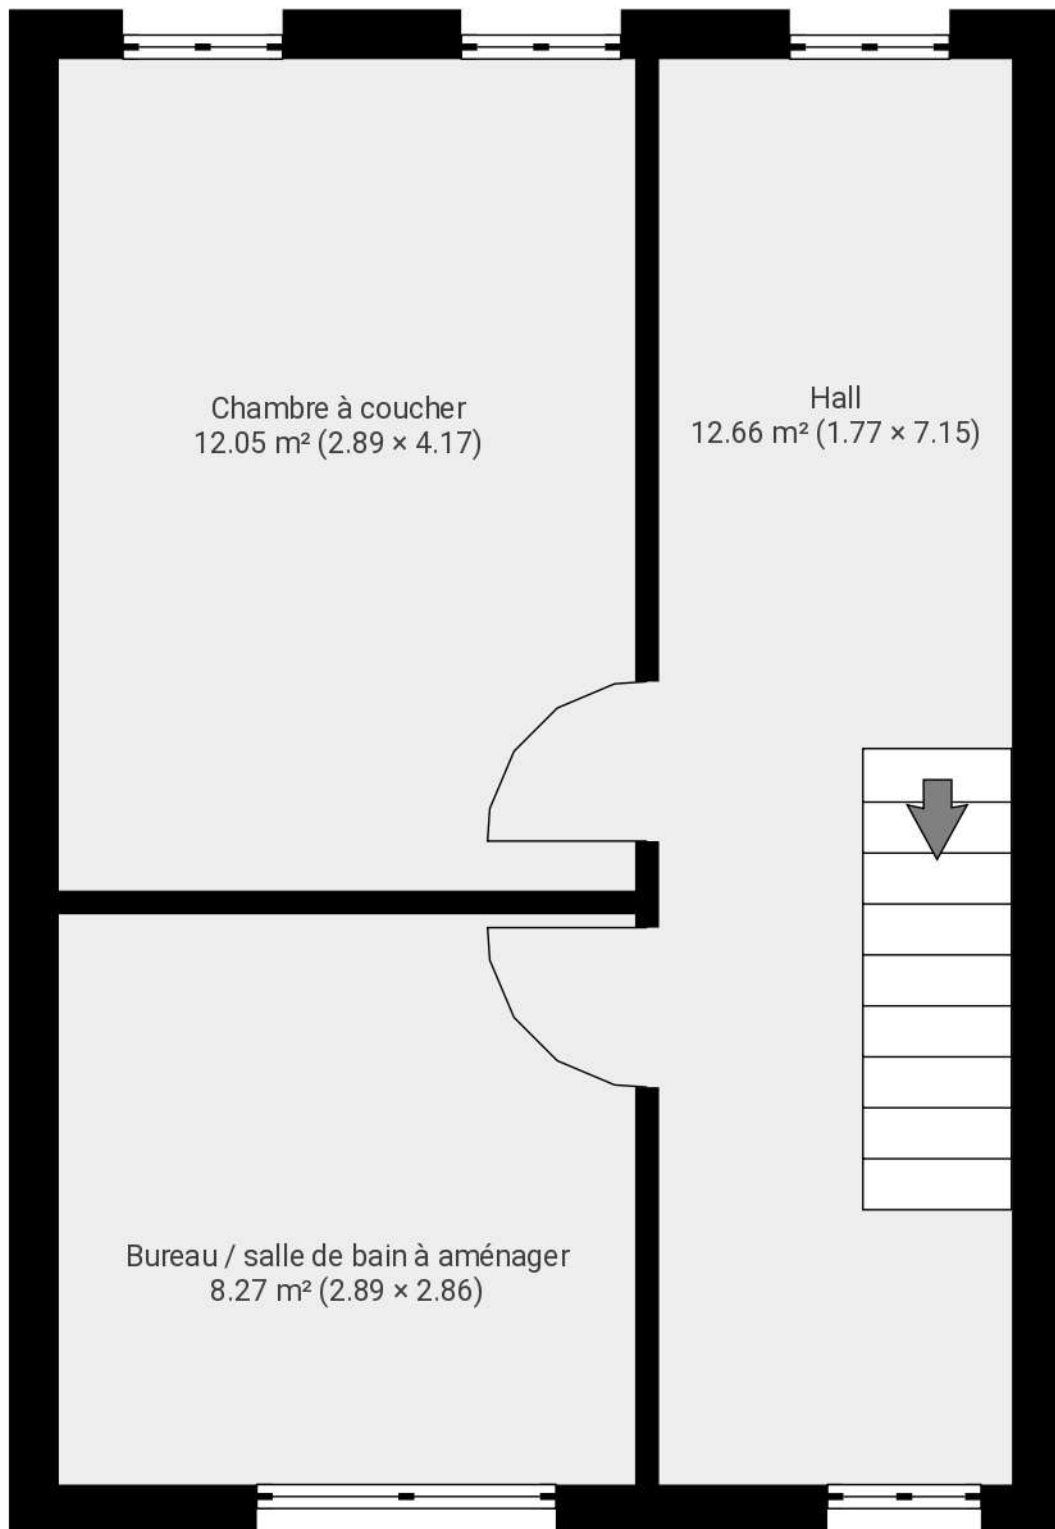 Chambre à coucher
12.05 m² (2.89 × 4.17)
Hall
12.66 m² (1.77 × 7.15)
Bureau / salle de bain à aménager
8.27 m² (2.89 × 2.86)